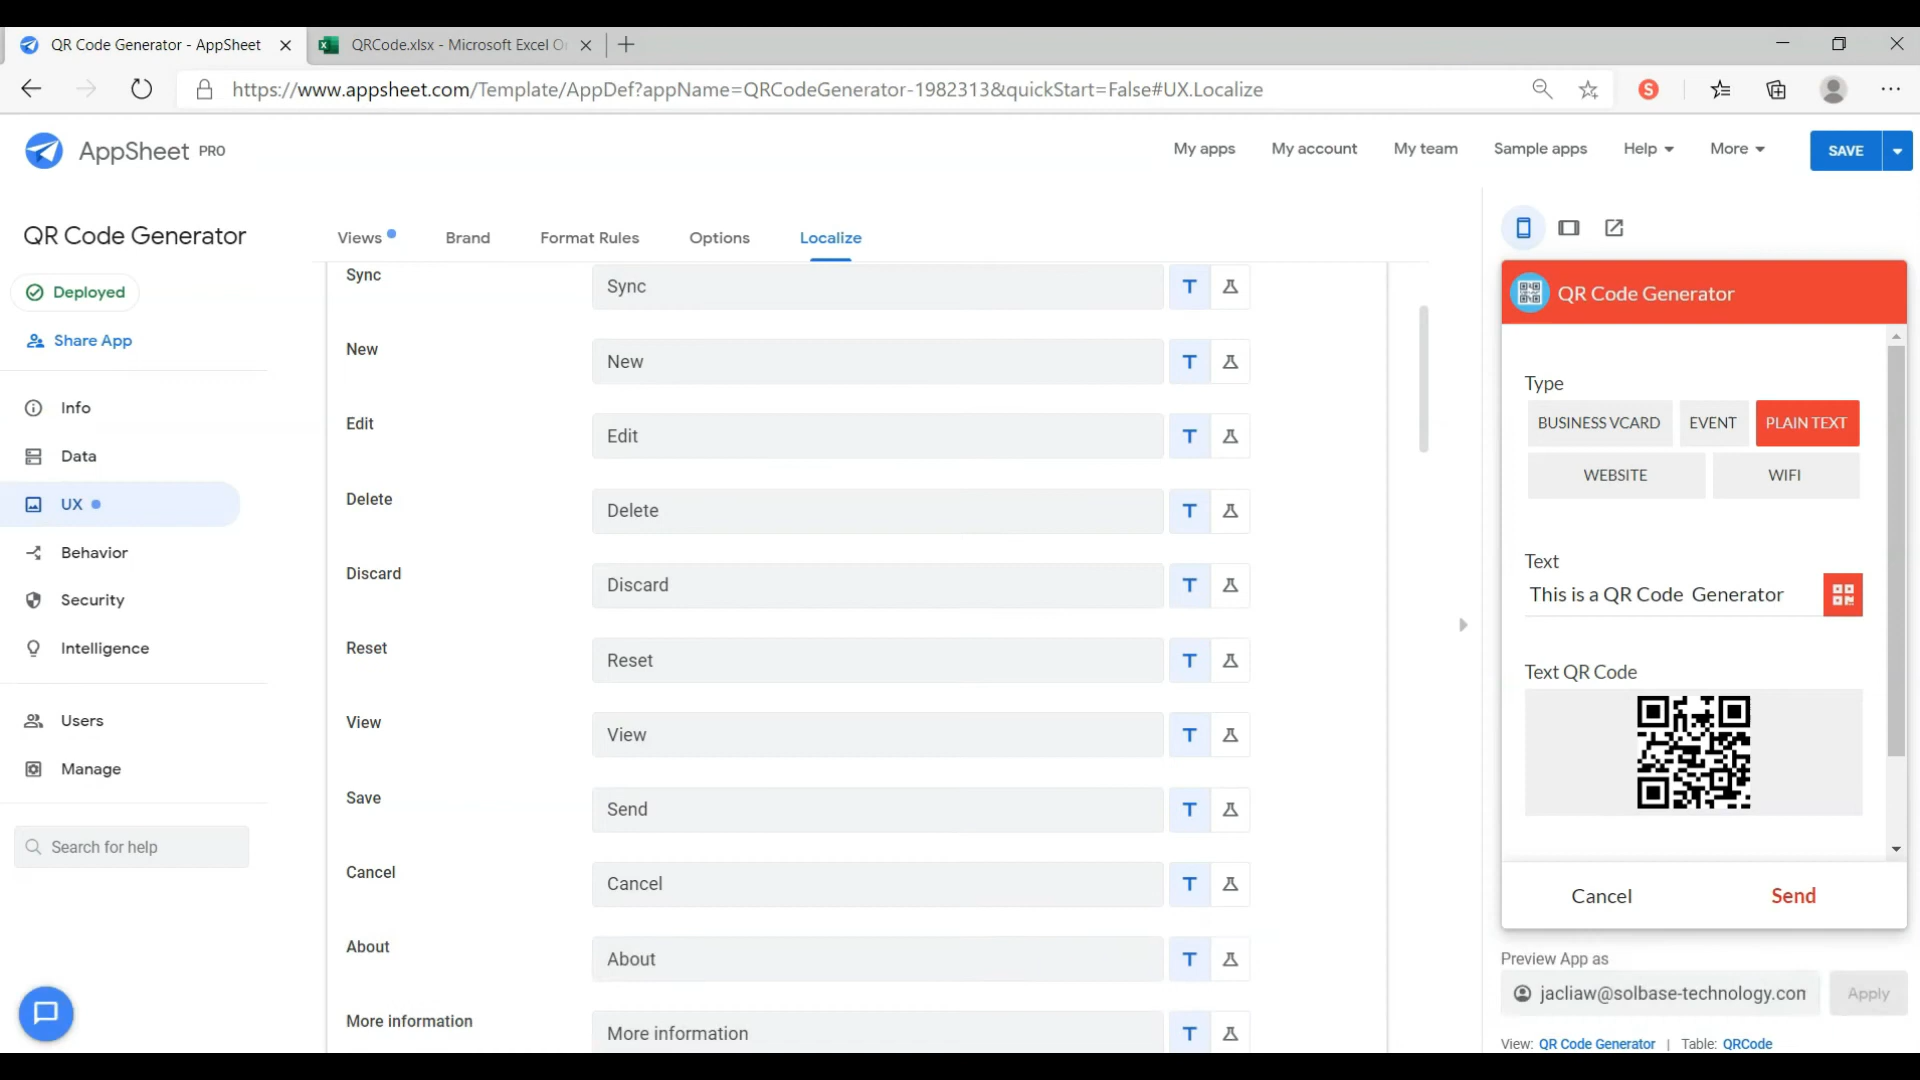 QR Code Generator - AppSheet
QRCode.xlsx - Microsoft Excel O
https://www.appsheet.com/Template/AppDef?appName=QRCodeGenerator-1982313&quickStart=False#UX.Localize
S
AppSheet PRO
My apps
My account
My team
Sample apps
Help
More
SAVE
QR Code Generator
Deployed
Share App
Info
Data
UX
Behavior
Security
Intelligence
Users
Manage
Search for help
Views
Brand
Format Rules
Options
Localize
Sync Sync T
New New T
Edit Edit T
Delete Delete T
Discard Discard T
Reset Reset T
View View T
Save Send T
Cancel Cancel T
About About T
More information More information T
QR Code Generator
Type
BUSINESS VCARD EVENT PLAIN TEXT
WEBSITE WIFI
Text
This is a QR Code Generator
Text QR Code
Cancel Send
Preview App as
jacliaw@solbase-technology.con
Apply
View: QR Code Generator | Table: QRCode